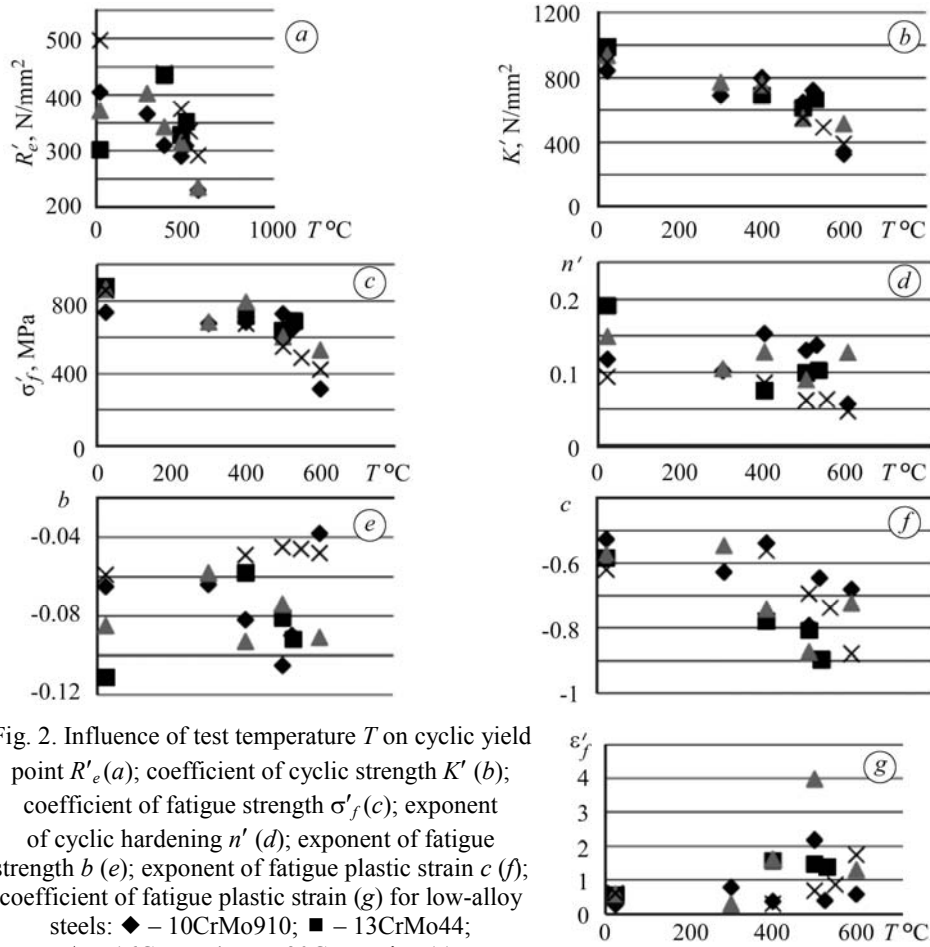 a
500
400
300
200
R′e, N/mm²
0
500
1000
T °C
b
1200
800
400
0
K′, N/mm²
0
200
400
600
T °C
c
800
400
0
σ′f, MPa
0
200
400
600
T °C
d
n′
0.2
0.1
0
0
200
400
600
T °C
e
b
-0.04
-0.08
-0.12
f
c
-0.6
-0.8
-1
g
ε′f
5
4
3
2
1
0
0
200
400
600
T °C
Fig. 2. Influence of test temperature T on cyclic yield
point R′e (a); coefficient of cyclic strength K′ (b);
coefficient of fatigue strength σ′f (c); exponent
of cyclic hardening n′ (d); exponent of fatigue
strength b (e); exponent of fatigue plastic strain c (f);
coefficient of fatigue plastic strain (g) for low-alloy
steels: ◆ – 10CrMo910; ■ – 13CrMo44;